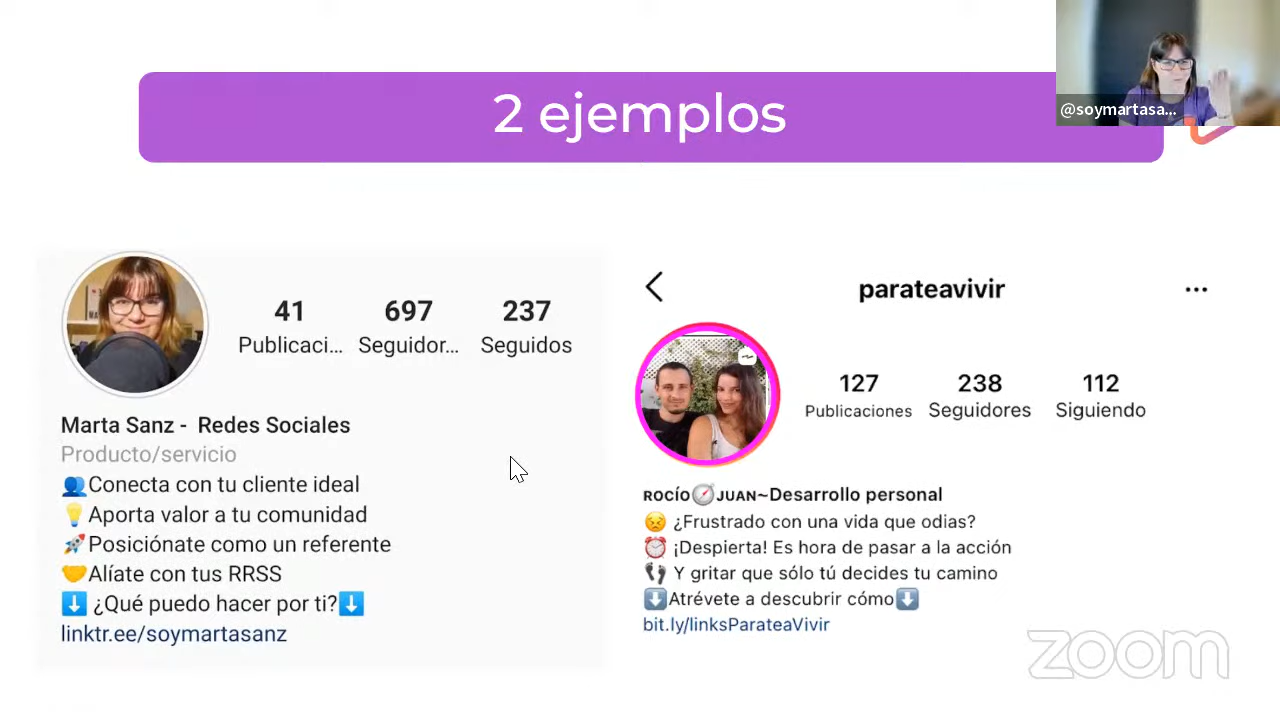 2 ejemplos
@soymartasa...
41
697
237
Publicaci...
Seguidor...
Seguidos
Marta Sanz - Redes Sociales
Producto/servicio
👥Conecta con tu cliente ideal
💡Aporta valor a tu comunidad
🚀Posiciónate como un referente
🤝Alíate con tus RRSS
⬇️ ¿Qué puedo hacer por ti?⬇️
linktr.ee/soymartasanz
parateavivir
127
238
112
Publicaciones
Seguidores
Siguiendo
ʀᴏᴄíᴏ🧭ᴊᴜᴀɴ~Desarrollo personal
😣 ¿Frustrado con una vida que odias?
⏰ ¡Despierta! Es hora de pasar a la acción
👣 Y gritar que sólo tú decides tu camino
⬇️Atrévete a descubrir cómo⬇️
bit.ly/linksParateaVivir
zoom